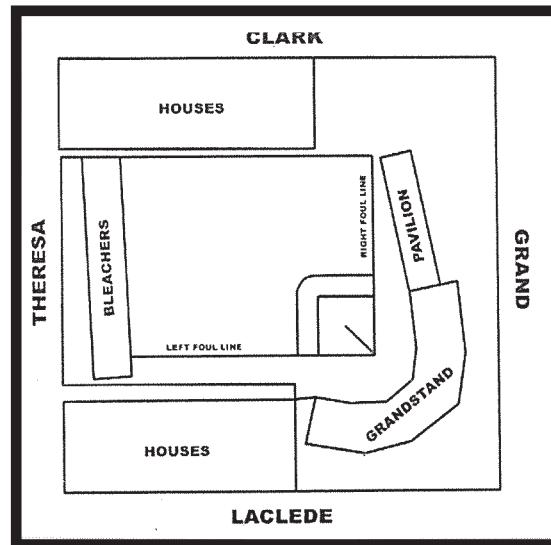 CLARK
HOUSES
RIGHT FOUL LINE
PAVILION
THERESA
BLEACHERS
GRAND
LEFT FOUL LINE
GRANDSTAND
HOUSES
LACLEDE